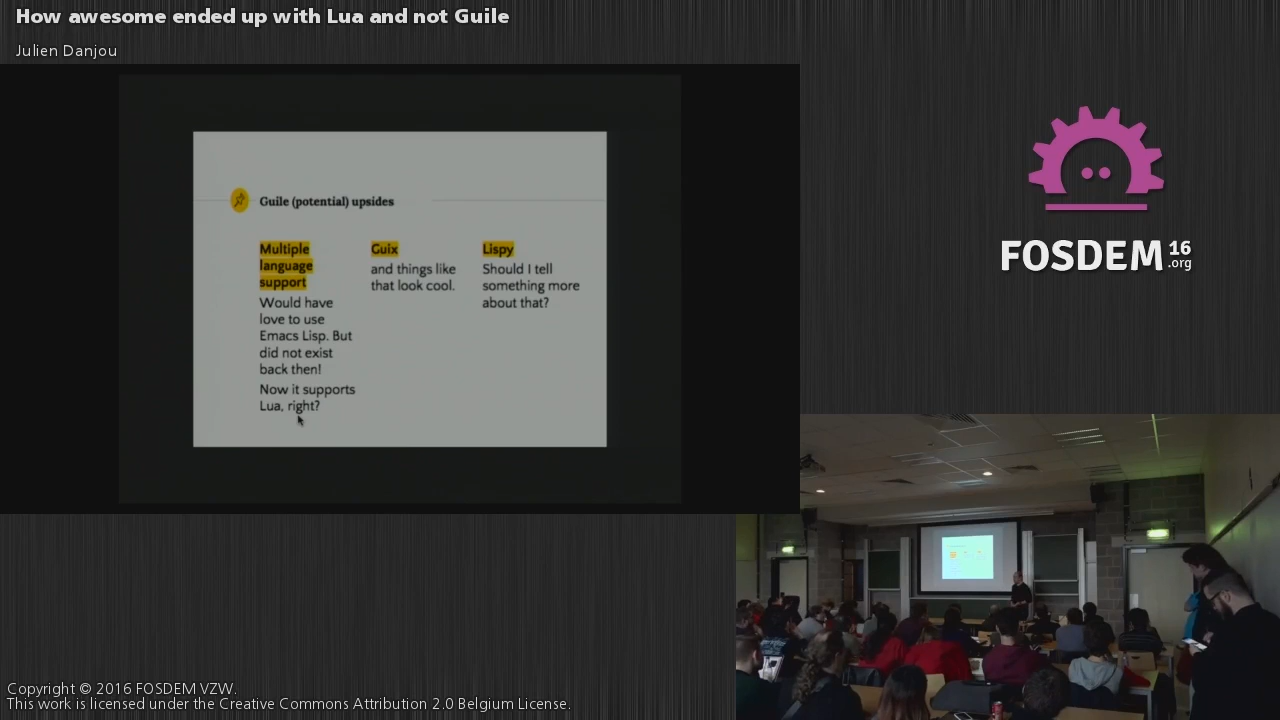 How awesome ended up with Lua and not Guile
Julien Danjou
Guile (potential) upsides
Multiple
language
support
Would have
love to use
Emacs Lisp. But
did not exist
back then!
Now it supports
Lua, right?
Guix
and things like
that look cool.
Lispy
Should I tell
something more
about that?
FOSDEM 16
.org
Copyright © 2016 FOSDEM VZW.
This work is licensed under the Creative Commons Attribution 2.0 Belgium License.